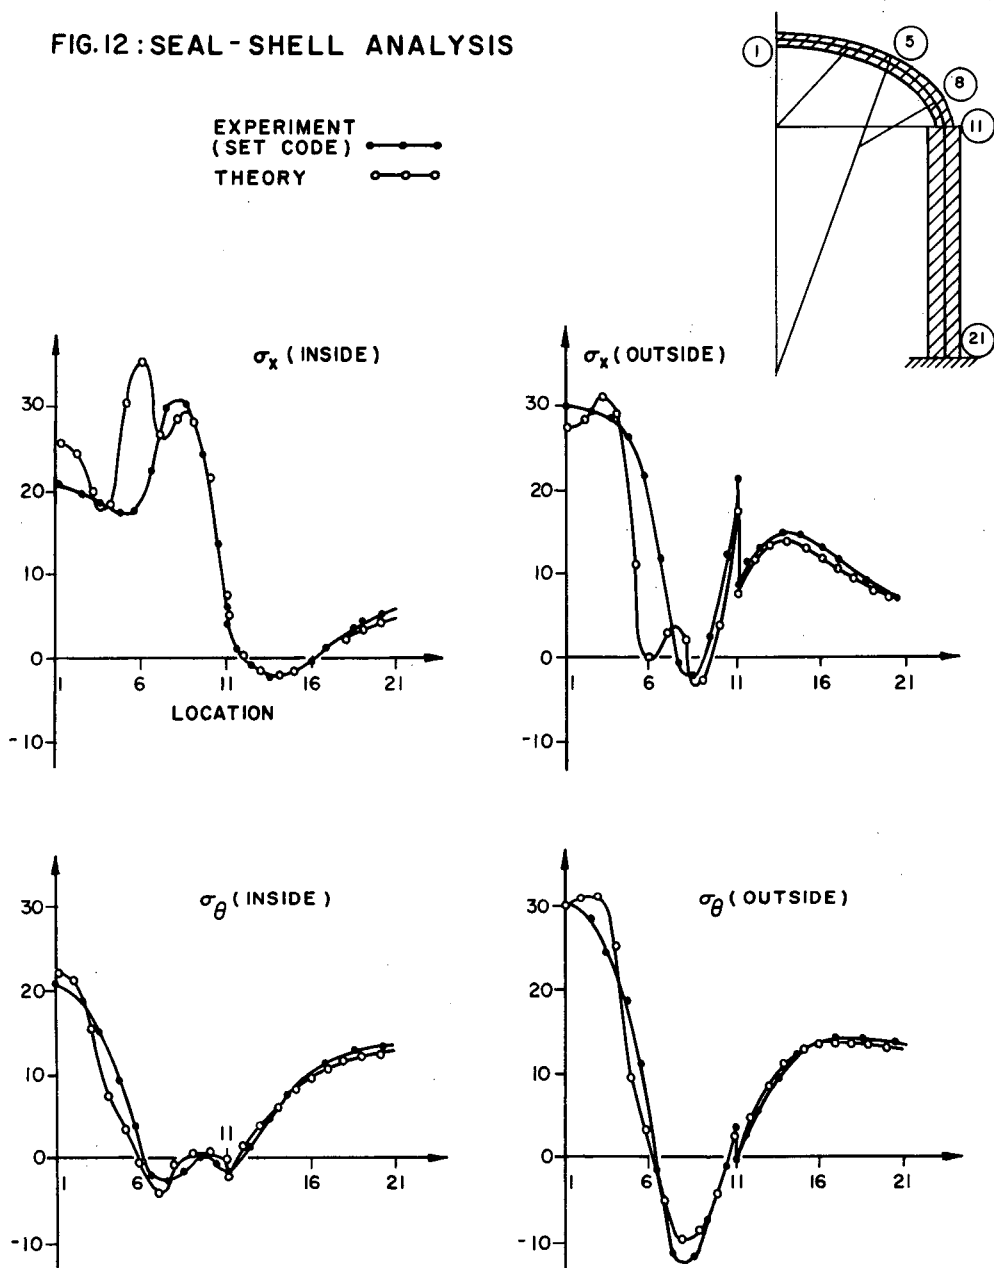 FIG. 12 : SEAL - SHELL ANALYSIS
EXPERIMENT
(SET CODE)
THEORY
1
5
8
11
21
σx (INSIDE)
30
20
10
0
-10
1 6 11 16 21
LOCATION
σx (OUTSIDE)
30
20
10
0
-10
1 6 11 16 21
σθ (INSIDE)
30
20
10
0
-10
11
1 6 16 21
σθ (OUTSIDE)
30
20
10
0
-10
1 6 11 16 21